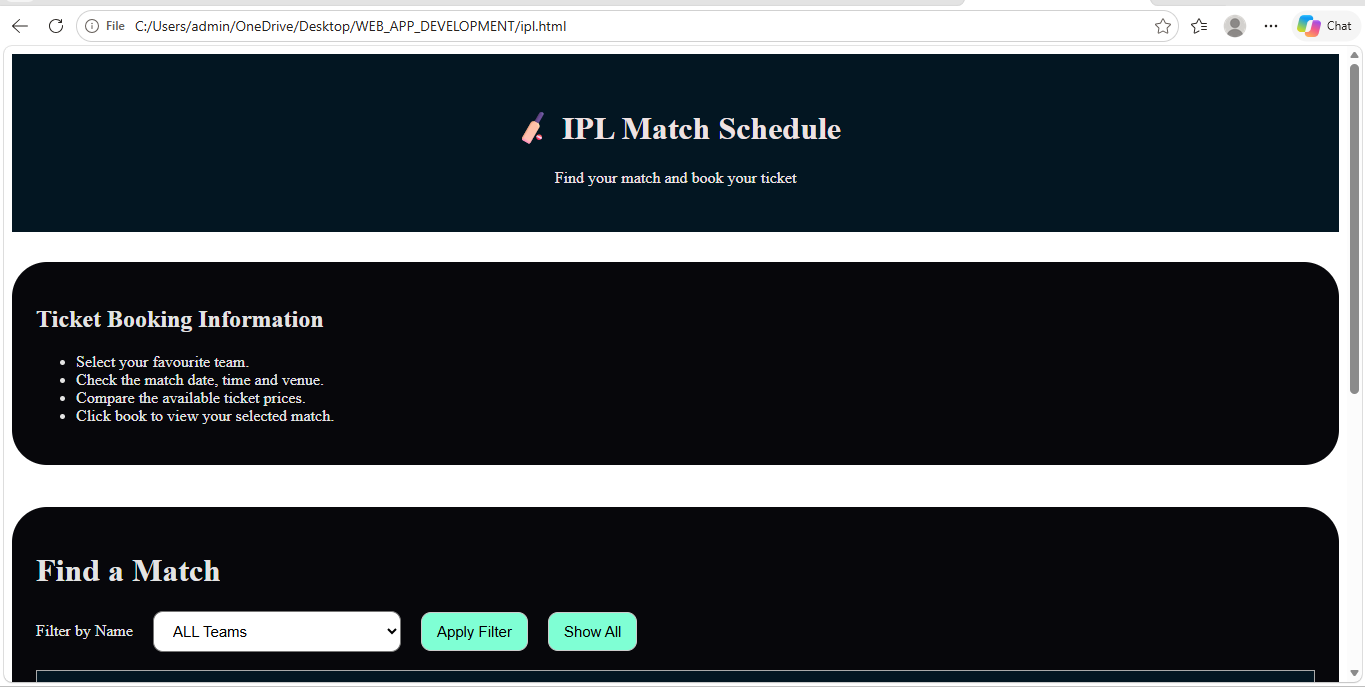 File C:/Users/admin/OneDrive/Desktop/WEB_APP_DEVELOPMENT/ipl.html
Chat
IPL Match Schedule
Find your match and book your ticket
Ticket Booking Information
Select your favourite team.
Check the match date, time and venue.
Compare the available ticket prices.
Click book to view your selected match.
Find a Match
Filter by Name ALL Teams Apply Filter Show All